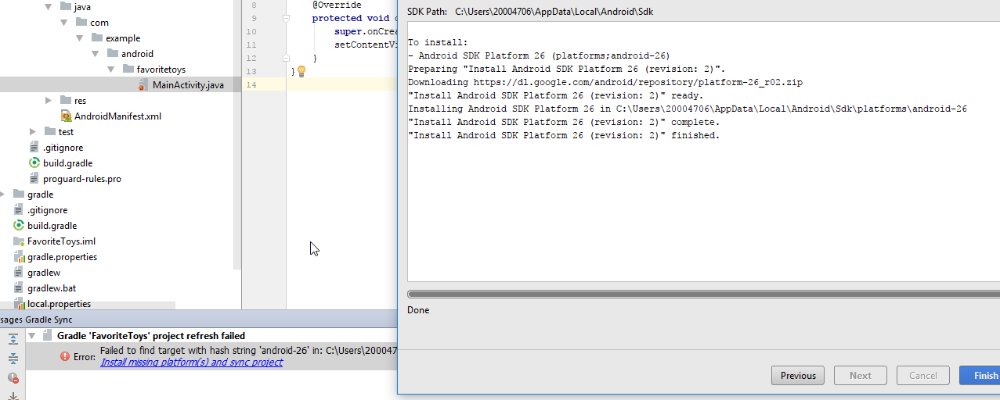 java
com
example
android
favoritetoys
MainActivity.java
res
AndroidManifest.xml
test
.gitignore
build.gradle
proguard-rules.pro
gradle
.gitignore
build.gradle
FavoriteToys.iml
gradle.properties
gradlew
gradlew.bat
local.properties
8 @Override
9 protected void
10 super.onCrea
11 setContentVi
12 }
13 }
14
SDK Path: C:\Users\20004706\AppData\Local\Android\Sdk
To install:
- Android SDK Platform 26 (platforms;android-26)
Preparing "Install Android SDK Platform 26 (revision: 2)".
Downloading https://dl.google.com/android/repository/platform-26_r02.zip
"Install Android SDK Platform 26 (revision: 2)" ready.
Installing Android SDK Platform 26 in C:\Users\20004706\AppData\Local\Android\Sdk\platforms\android-26
"Install Android SDK Platform 26 (revision: 2)" complete.
"Install Android SDK Platform 26 (revision: 2)" finished.
Done
Previous Next Cancel Finish
sages Gradle Sync
Gradle 'FavoriteToys' project refresh failed
Error: Failed to find target with hash string 'android-26' in: C:\Users\200047
Install missing platform(s) and sync project